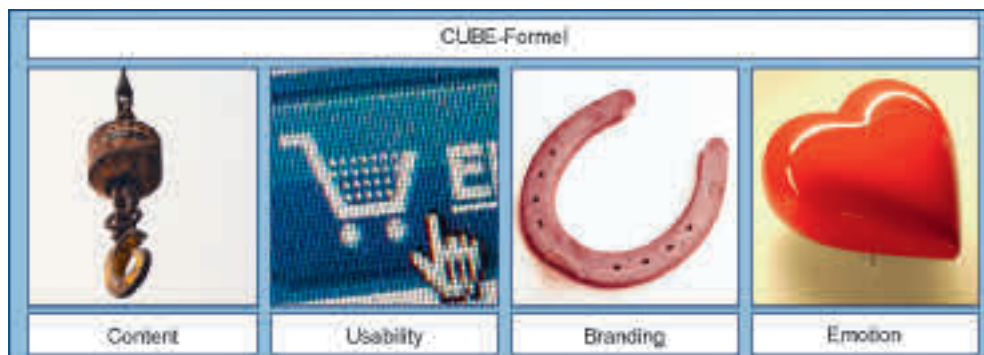 CUBE-Formel
E
Content
Usability
Branding
Emotion